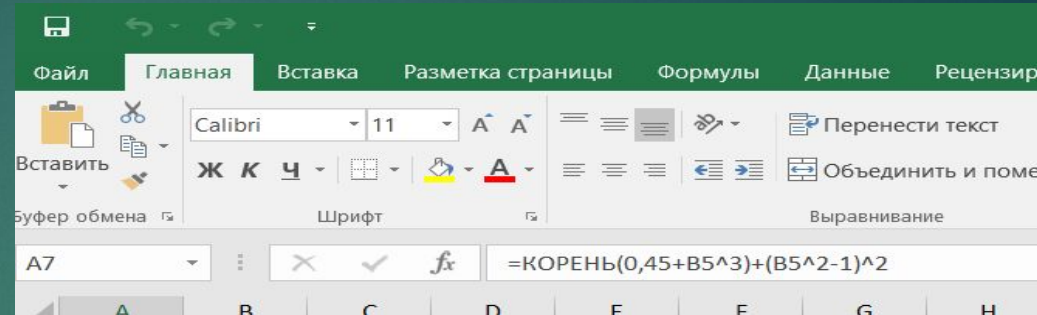 Файл Главная Вставка Разметка страницы Формулы Данные Рецензир
Calibri 11 A A Перенести текст
Вставить Ж К Ч А Объединить и поме
Буфер обмена Шрифт Выравнивание
A7 fx =КОРЕНЬ(0,45+B5^3)+(B5^2-1)^2
A B C D E F G H